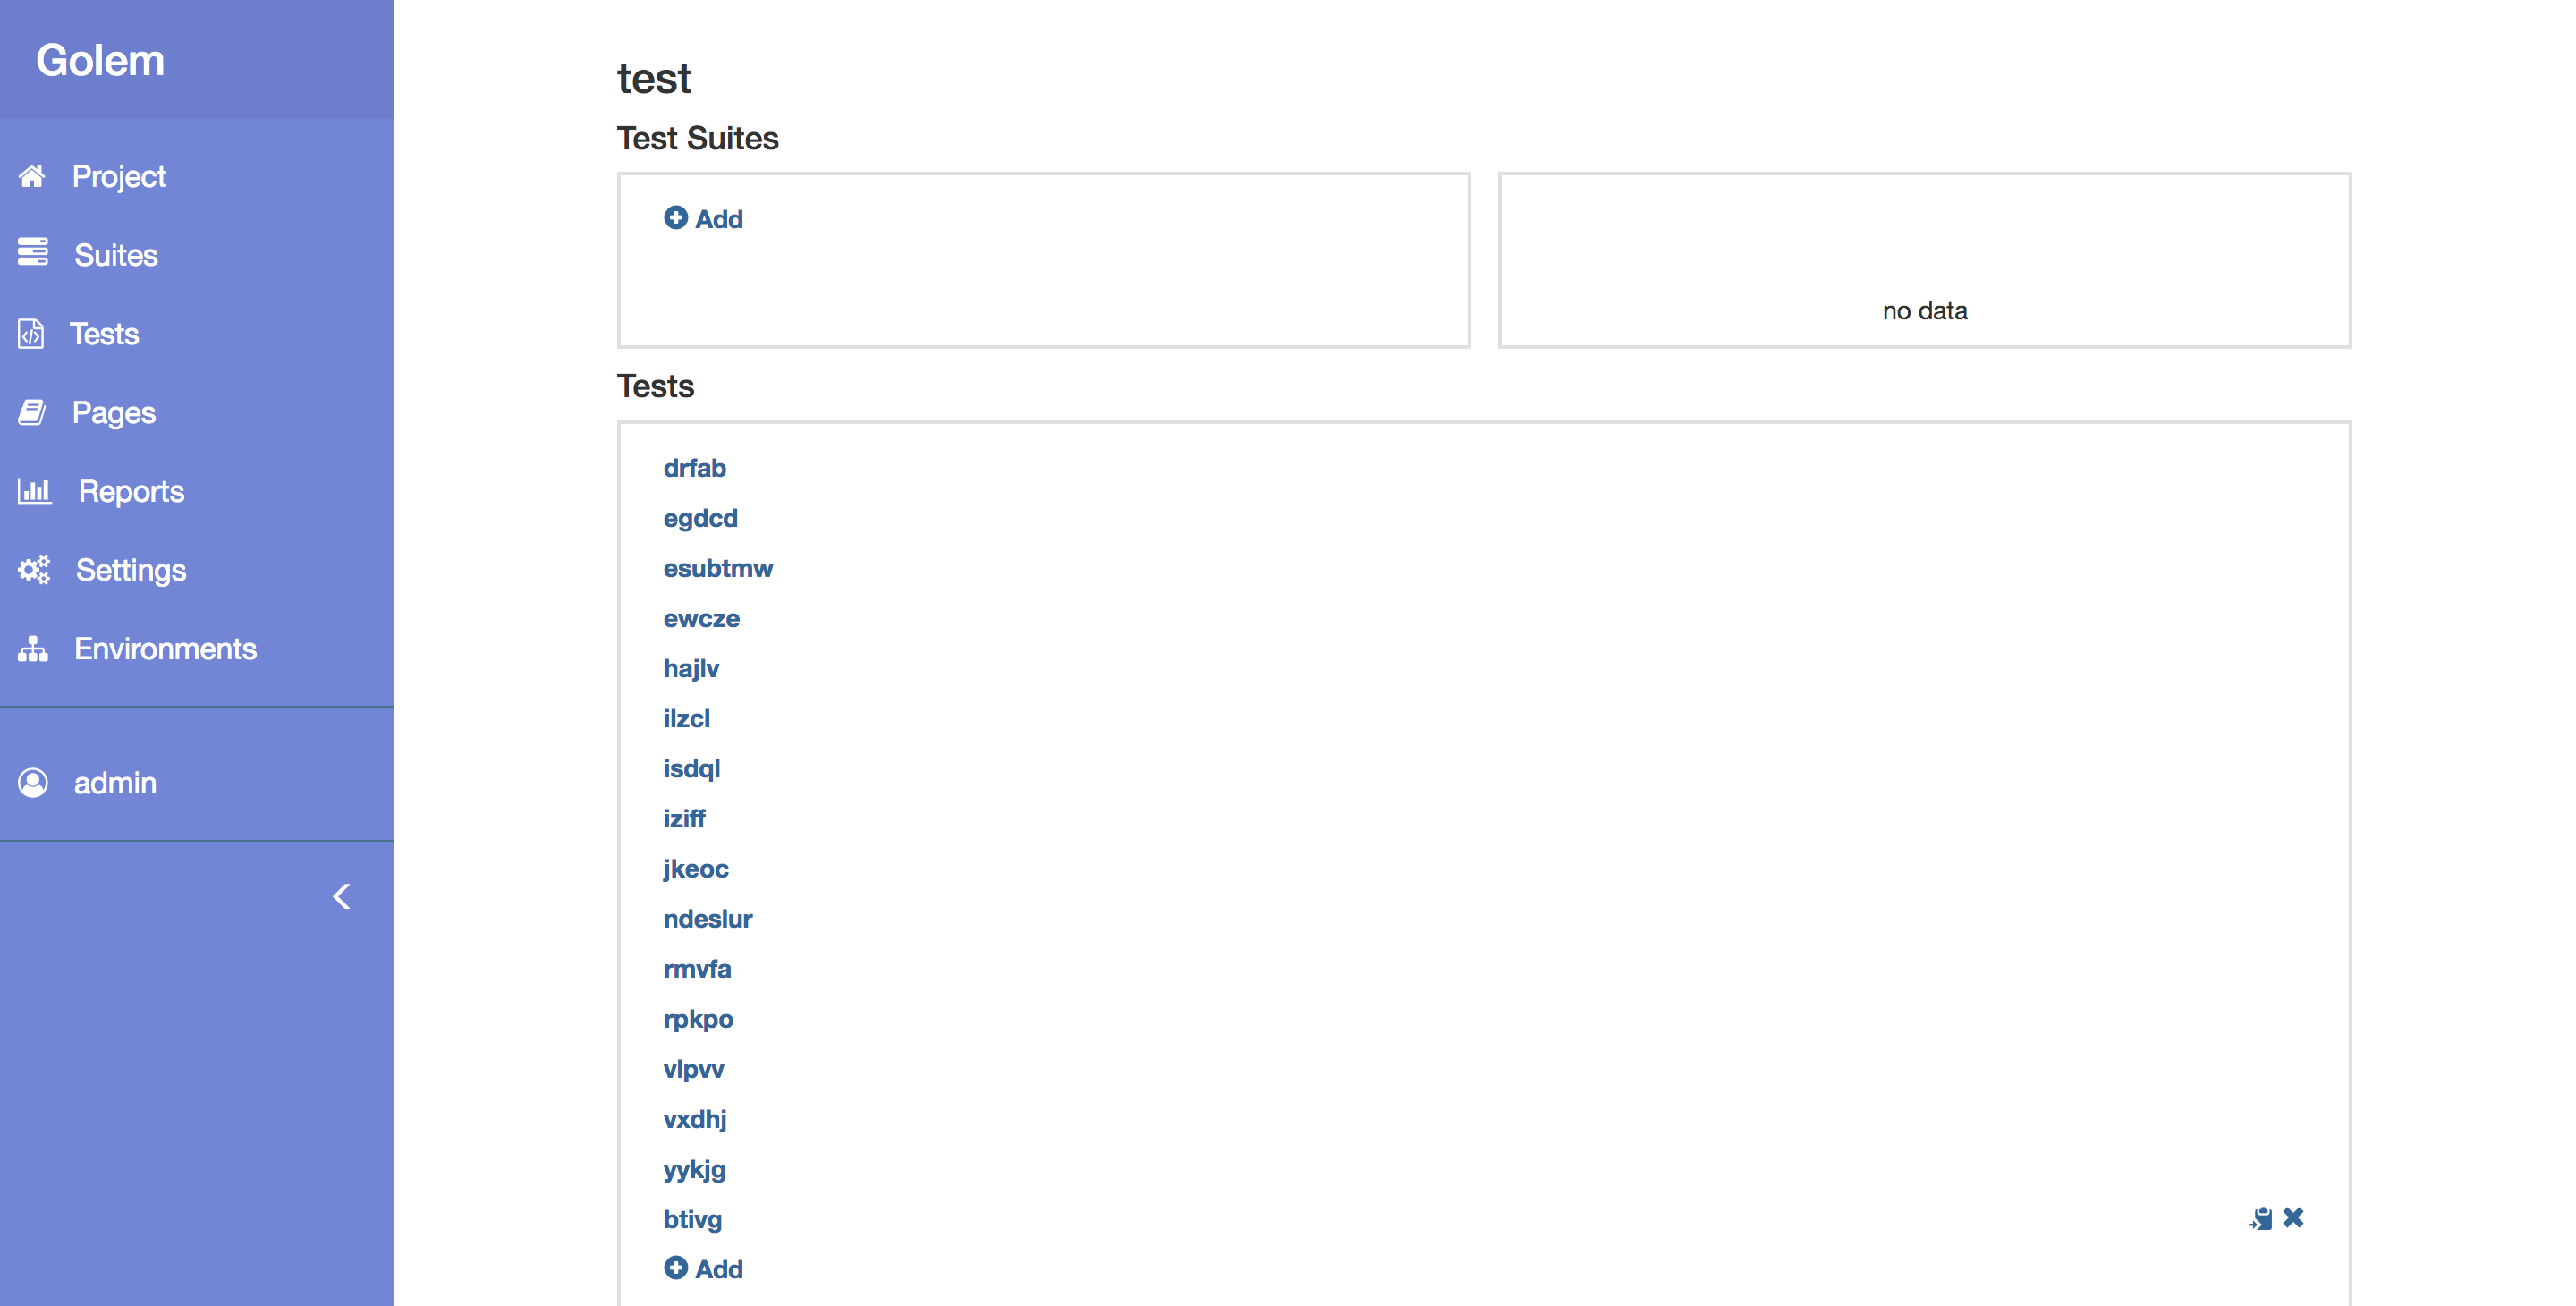 Golem
Project
Suites
Tests
Pages
Reports
Settings
Environments
admin
test
Test Suites
Add
no data
Tests
drfab
egdcd
esubtmw
ewcze
hajlv
ilzcl
isdql
iziff
jkeoc
ndeslur
rmvfa
rpkpo
vlpvv
vxdhj
yykjg
btivg
Add